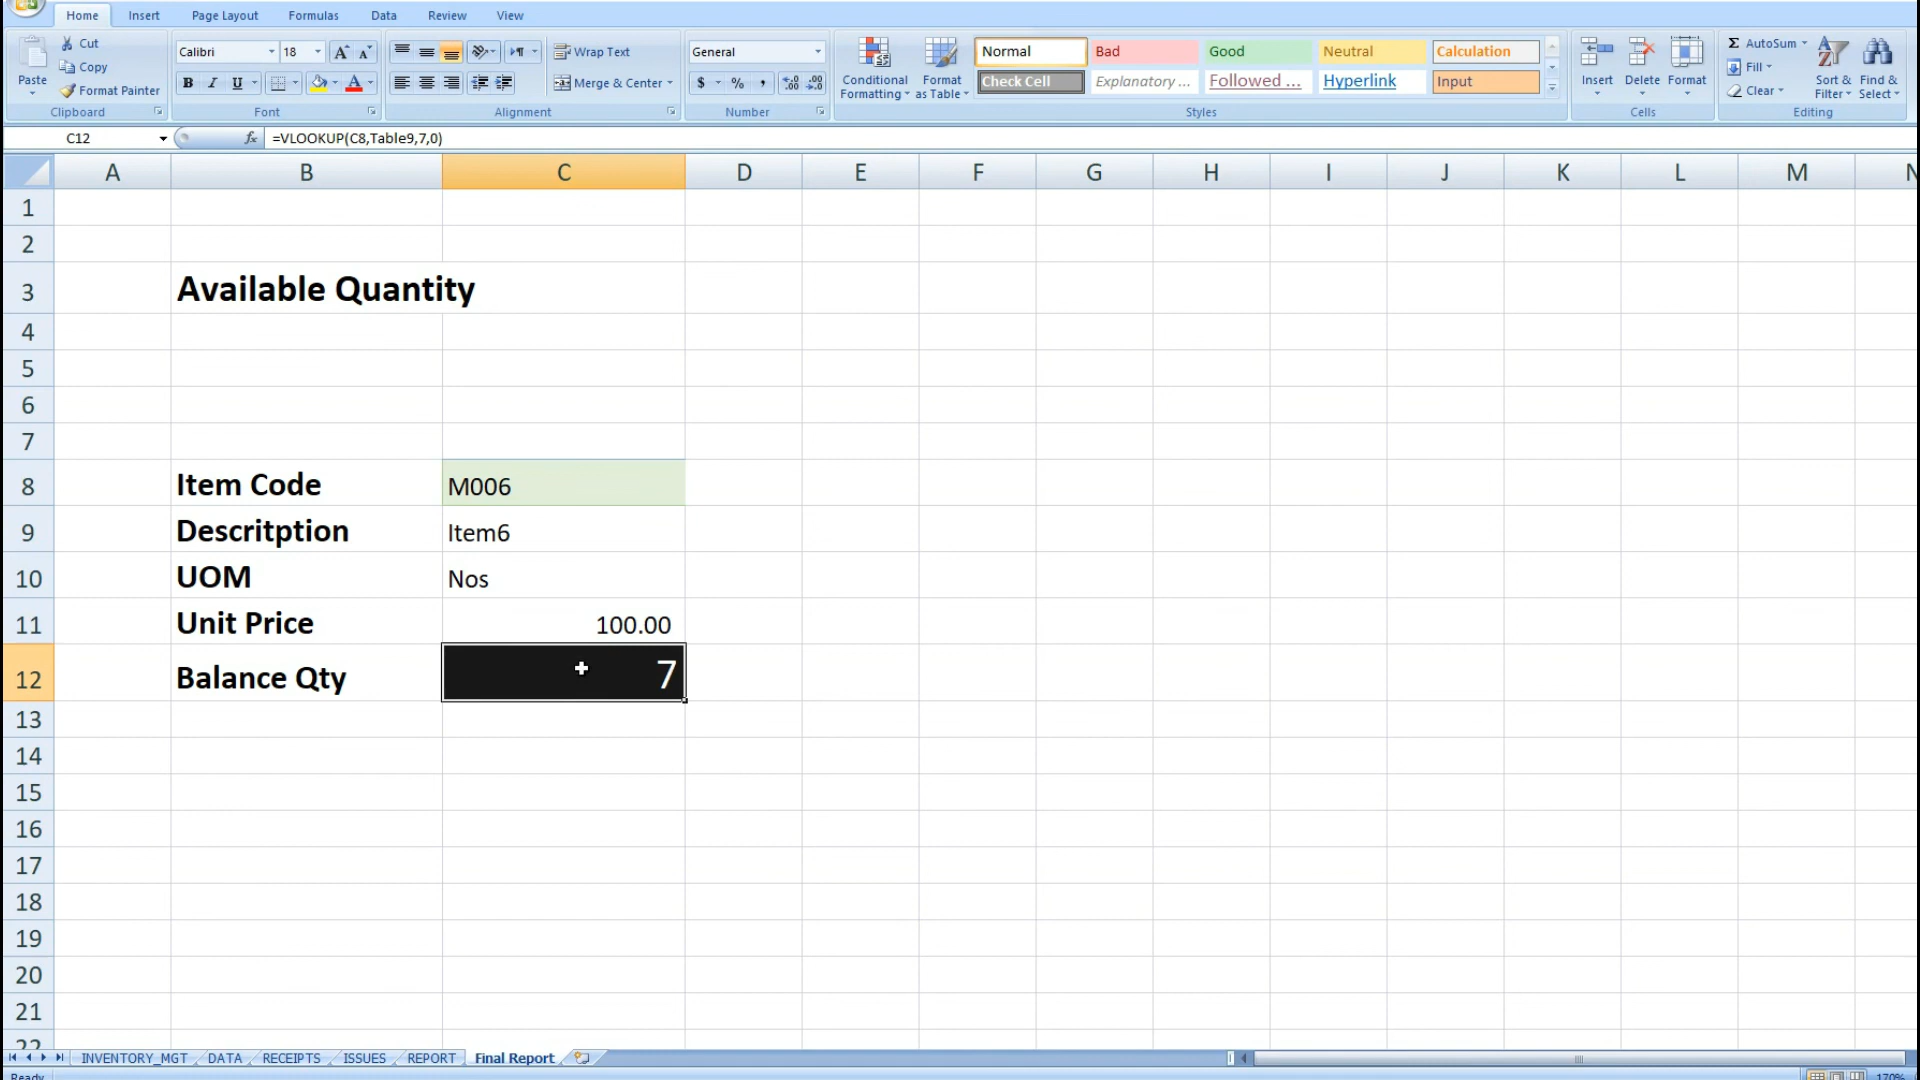 Home Insert Page Layout Formulas Data Review View
Paste Cut Copy Format Painter
Clipboard
Calibri 18
B I U
Font
Wrap Text
Merge & Center
Alignment
General
$ % ,
Number
Conditional Formatting
Format as Table
Normal Bad Good Neutral Calculation
Check Cell Explanatory ... Followed ... Hyperlink Input
Styles
Insert Delete Format
Cells
Σ AutoSum
Fill
Clear
Sort & Filter
Find & Select
Editing
C12 fx =VLOOKUP(C8,Table9,7,0)
A B C D E F G H I J K L M N
1
2
3 Available Quantity
4
5
6
7
8 Item Code M006
9 Descritption Item6
10 UOM Nos
11 Unit Price 100.00
12 Balance Qty 7
13
14
15
16
17
18
19
20
21
22
INVENTORY_MGT DATA RECEIPTS ISSUES REPORT Final Report
Ready 170%